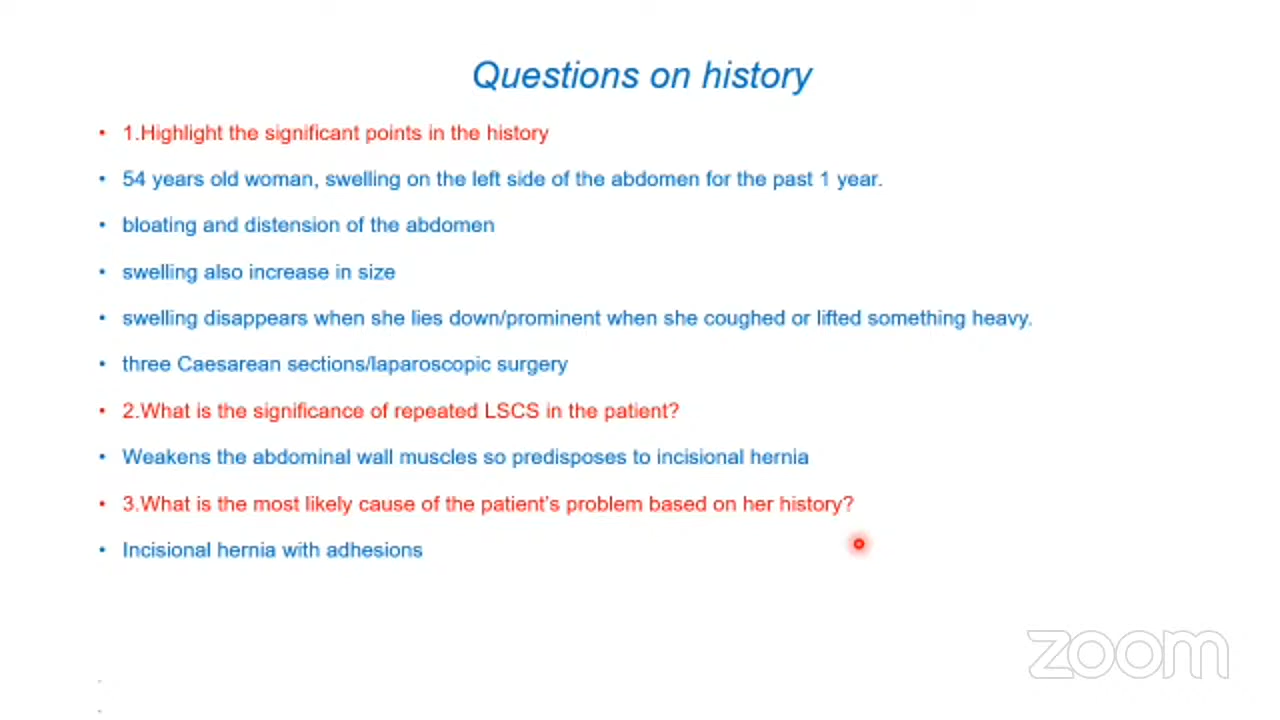 Questions on history
• 1.Highlight the significant points in the history
• 54 years old woman, swelling on the left side of the abdomen for the past 1 year.
• bloating and distension of the abdomen
• swelling also increase in size
• swelling disappears when she lies down/prominent when she coughed or lifted something heavy.
• three Caesarean sections/laparoscopic surgery
• 2.What is the significance of repeated LSCS in the patient?
• Weakens the abdominal wall muscles so predisposes to incisional hernia
• 3.What is the most likely cause of the patient's problem based on her history?
• Incisional hernia with adhesions
zoom